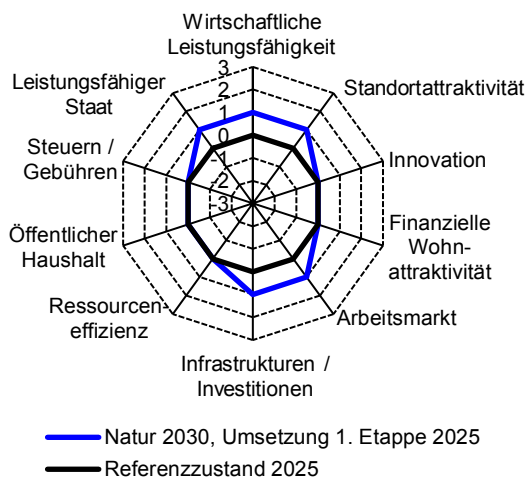 Wirtschaftliche
Leistungsfähigkeit
Standortattraktivität
Innovation
Finanzielle
Wohn-
attraktivität
Arbeitsmarkt
Infrastrukturen /
Investitionen
Ressourcen-
effizienz
Öffentlicher
Haushalt
Steuern /
Gebühren
Leistungsfähiger
Staat
3
2
1
0
-1
-2
-3
Natur 2030, Umsetzung 1. Etappe 2025
Referenzzustand 2025